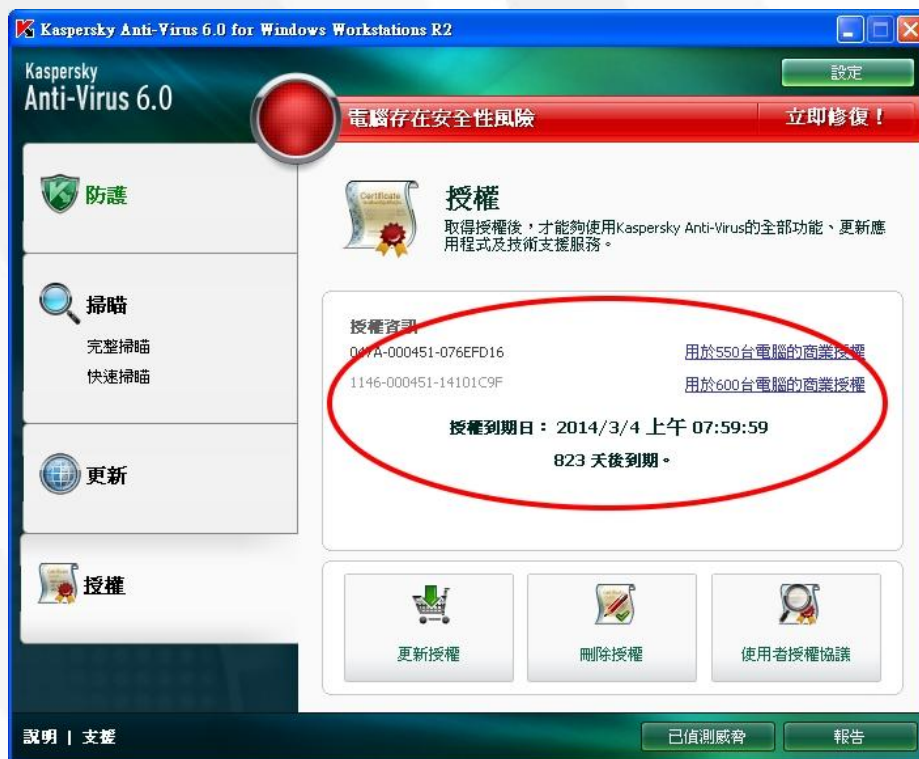 Kaspersky Anti-Virus 6.0 for Windows Workstations R2
Kaspersky
Anti-Virus 6.0
設定
電腦存在安全性風險
立即修復！
防護
掃瞄
完整掃瞄
快速掃瞄
更新
授權
Certificate
授權
取得授權後，才能夠使用Kaspersky Anti-Virus的全部功能、更新應
用程式及技術支援服務。
授權資訊
047A-000451-076EFD16
用於550台電腦的商業授權
1146-000451-14101C9F
用於600台電腦的商業授權
授權到期日： 2014/3/4 上午 07:59:59
823 天後到期。
更新授權
刪除授權
使用者授權協議
說明 | 支援
已偵測威脅
報告